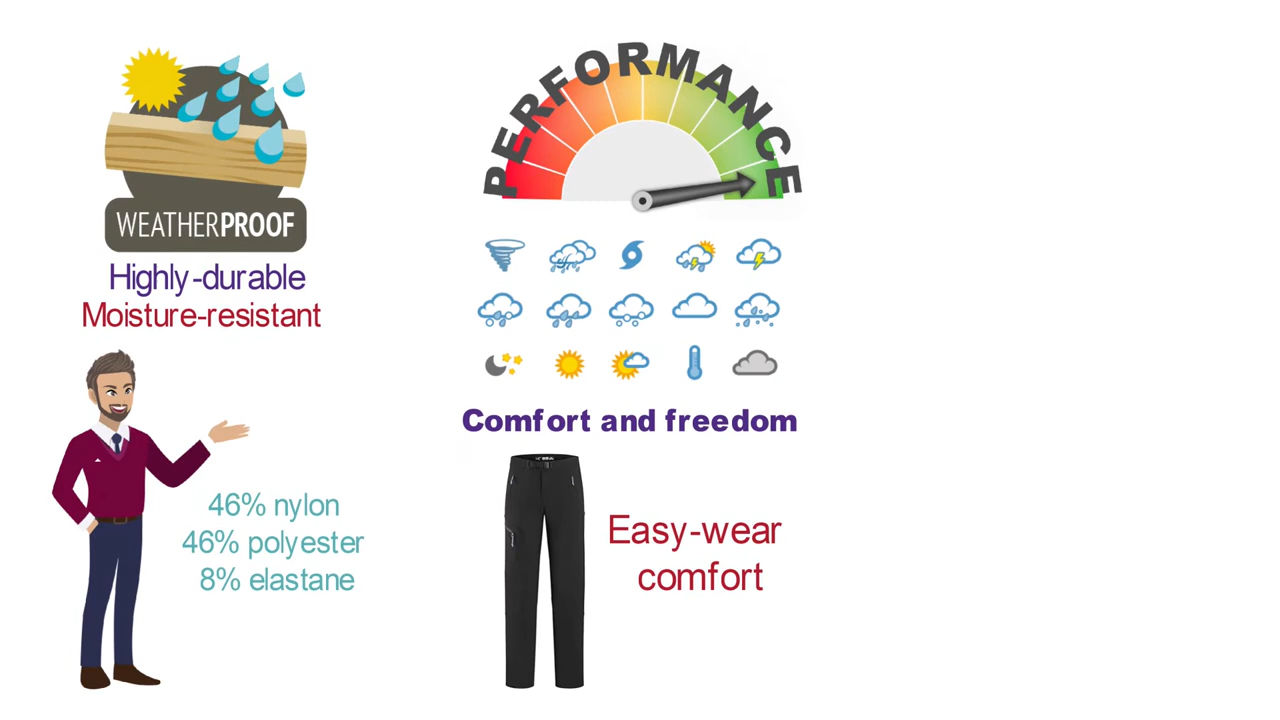 WEATHERPROOF
Highly-durable
Moisture-resistant
46% nylon
46% polyester
8% elastane
PERFORMANCE
Comfort and freedom
Easy-wear
comfort